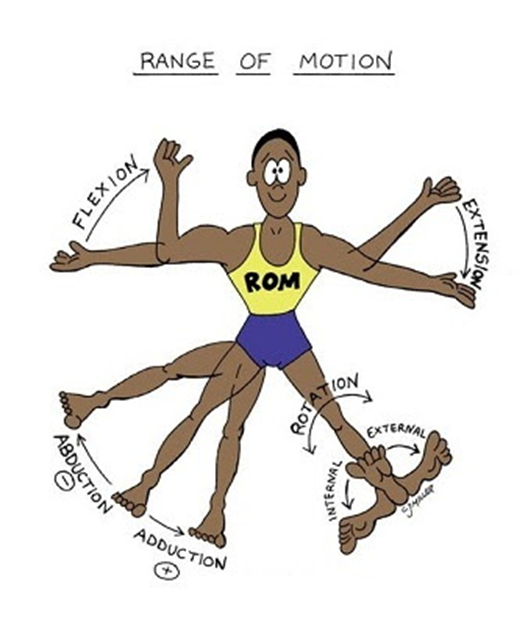 RANGE OF MOTION
FLEXION
EXTENSION
ROM
ROTATION
EXTERNAL
INTERNAL
ABDUCTION
−
ADDUCTION
+